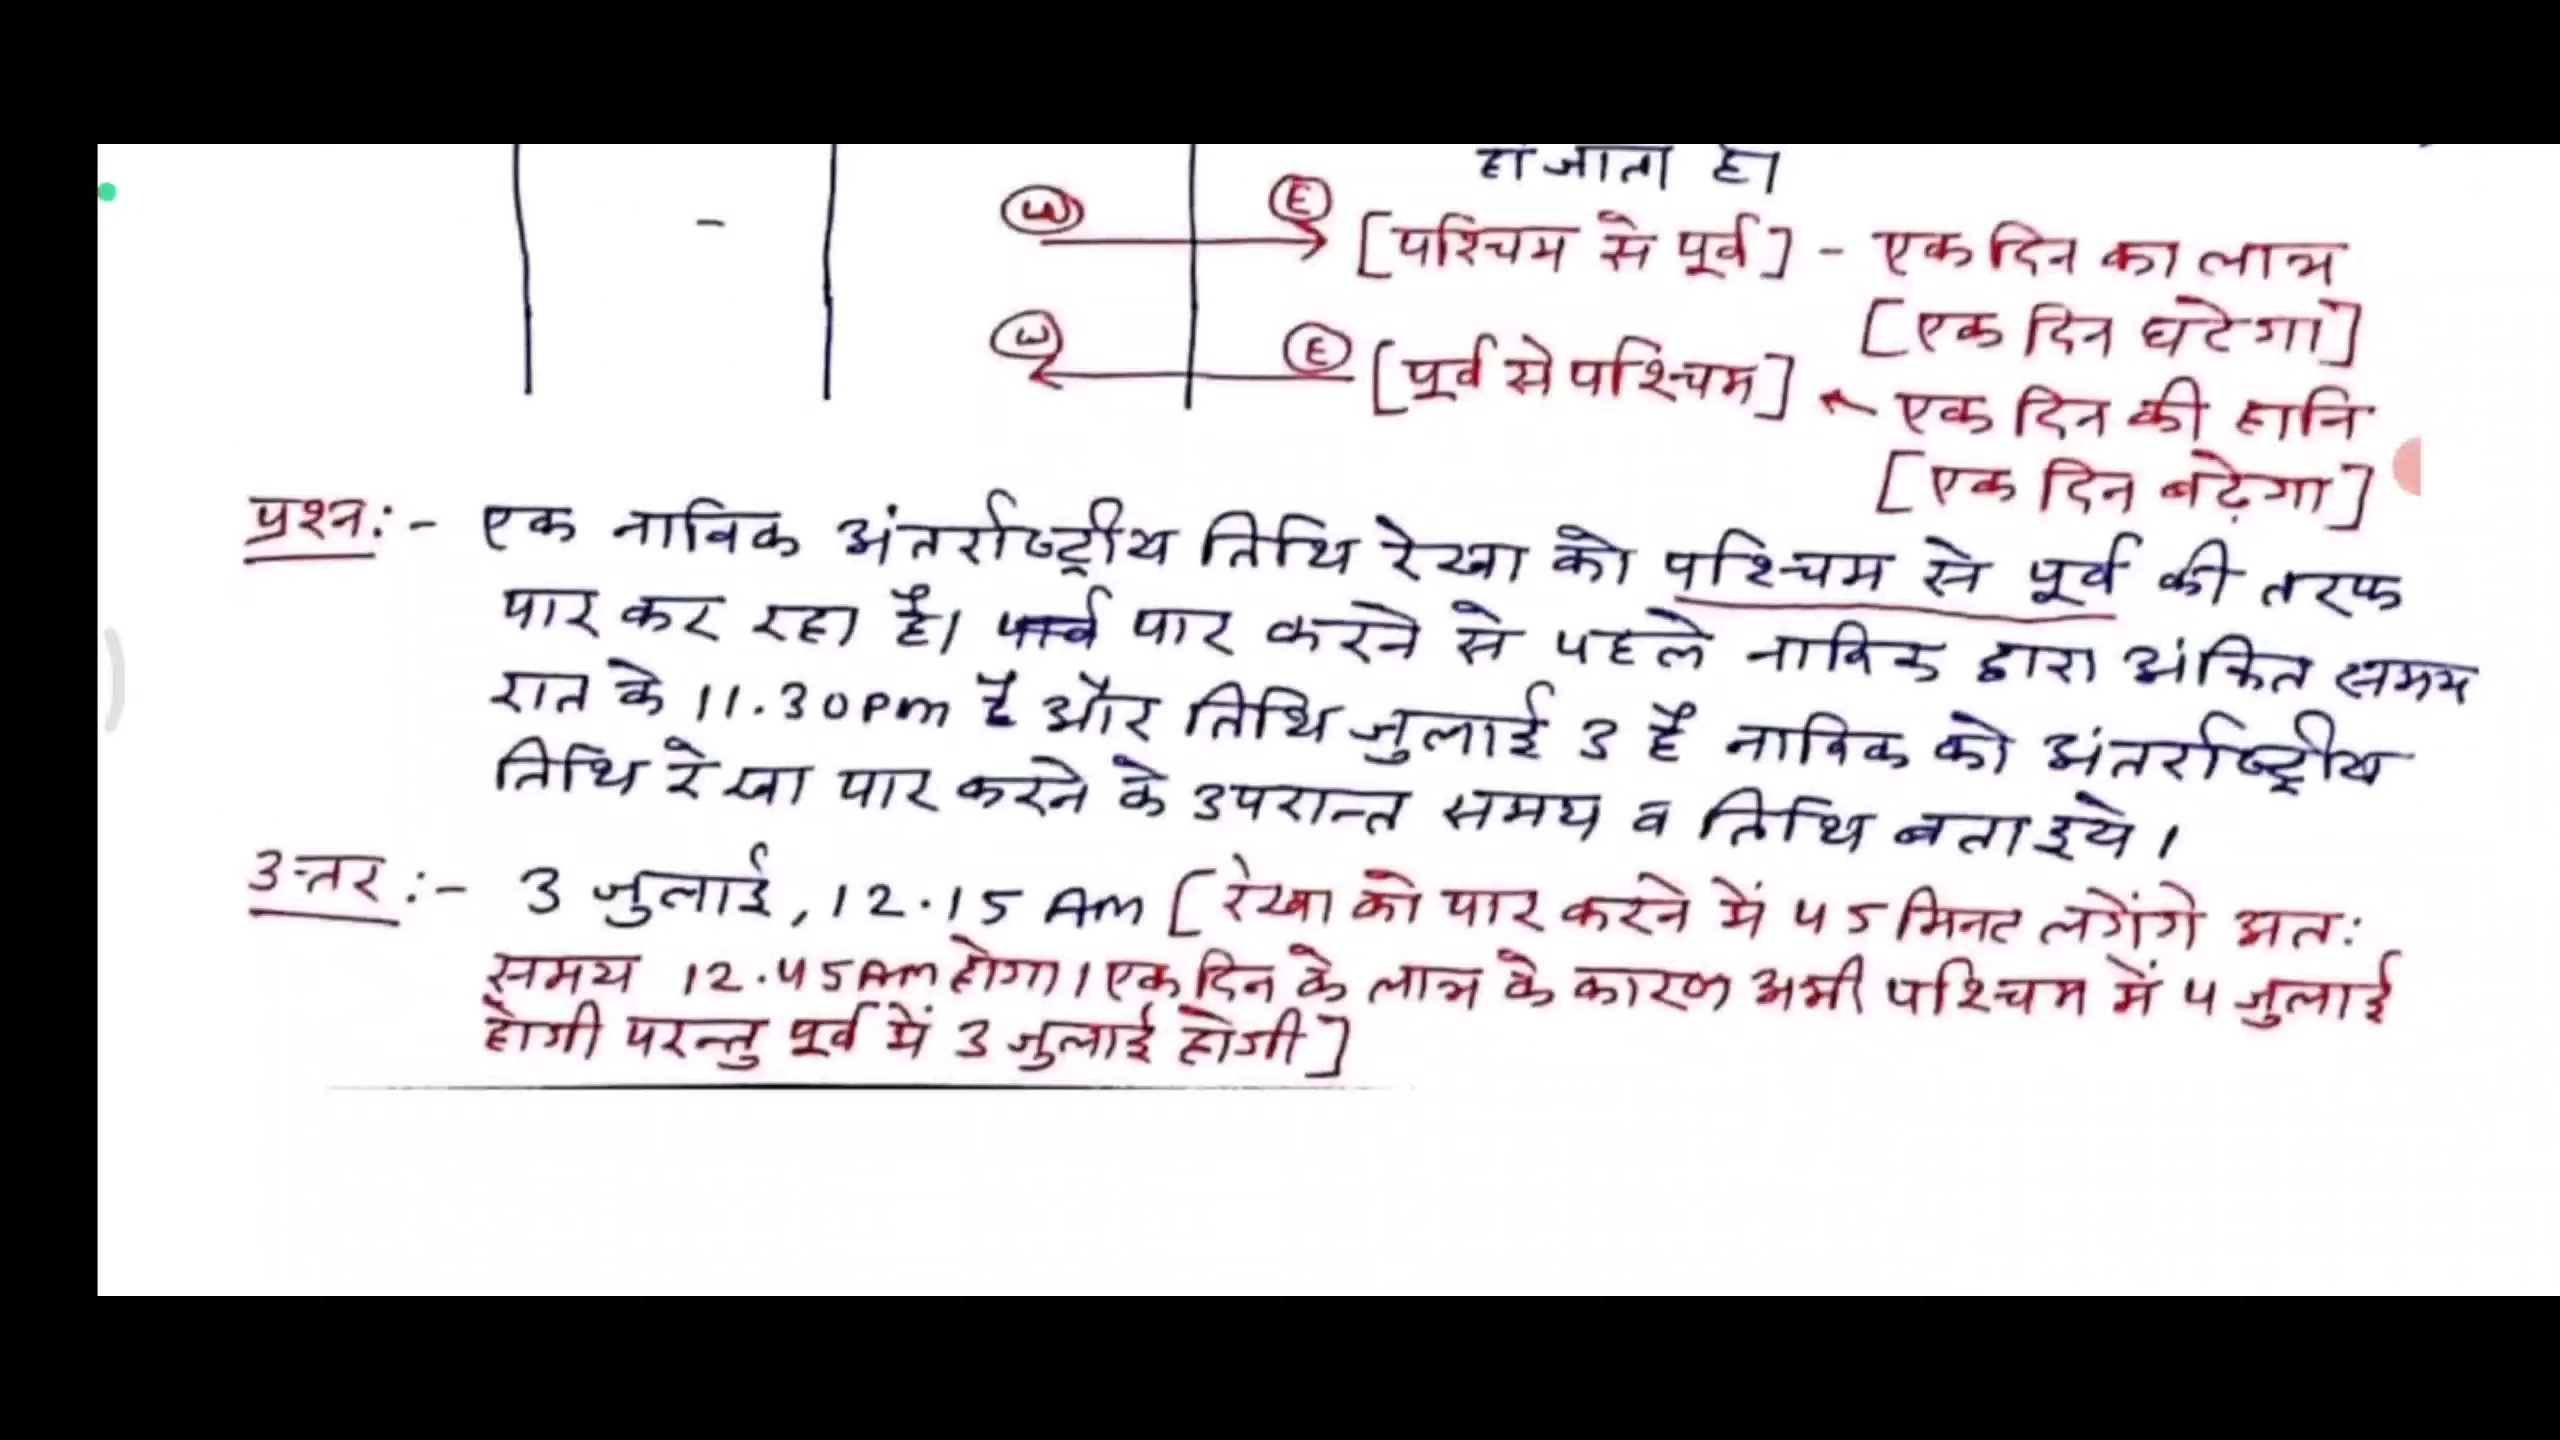 हो जाता है।
W E [पश्चिम से पूर्व] - एक दिन का लाभ
[एक दिन घटेगा]
W E [पूर्व से पश्चिम] - एक दिन की हानि
[एक दिन बढ़ेगा]
प्रश्न:- एक नाविक अंतर्राष्ट्रीय तिथि रेखा को पश्चिम से पूर्व की तरफ
पार कर रहा है। पार करने से पहले नाविक द्वारा अंकित समय
रात के 11.30pm है और तिथि जुलाई 3 है नाविक को अंतर्राष्ट्रीय
तिथि रेखा पार करने के उपरान्त समय व तिथि बताइये।
उत्तर:- 3 जुलाई, 12.15 Am [रेखा को पार करने में 45 मिनट लगेंगे अत:
समय 12.45Am होगा। एक दिन के लाभ के कारण अभी पश्चिम में 4 जुलाई
होगी परन्तु पूर्व में 3 जुलाई होगी]